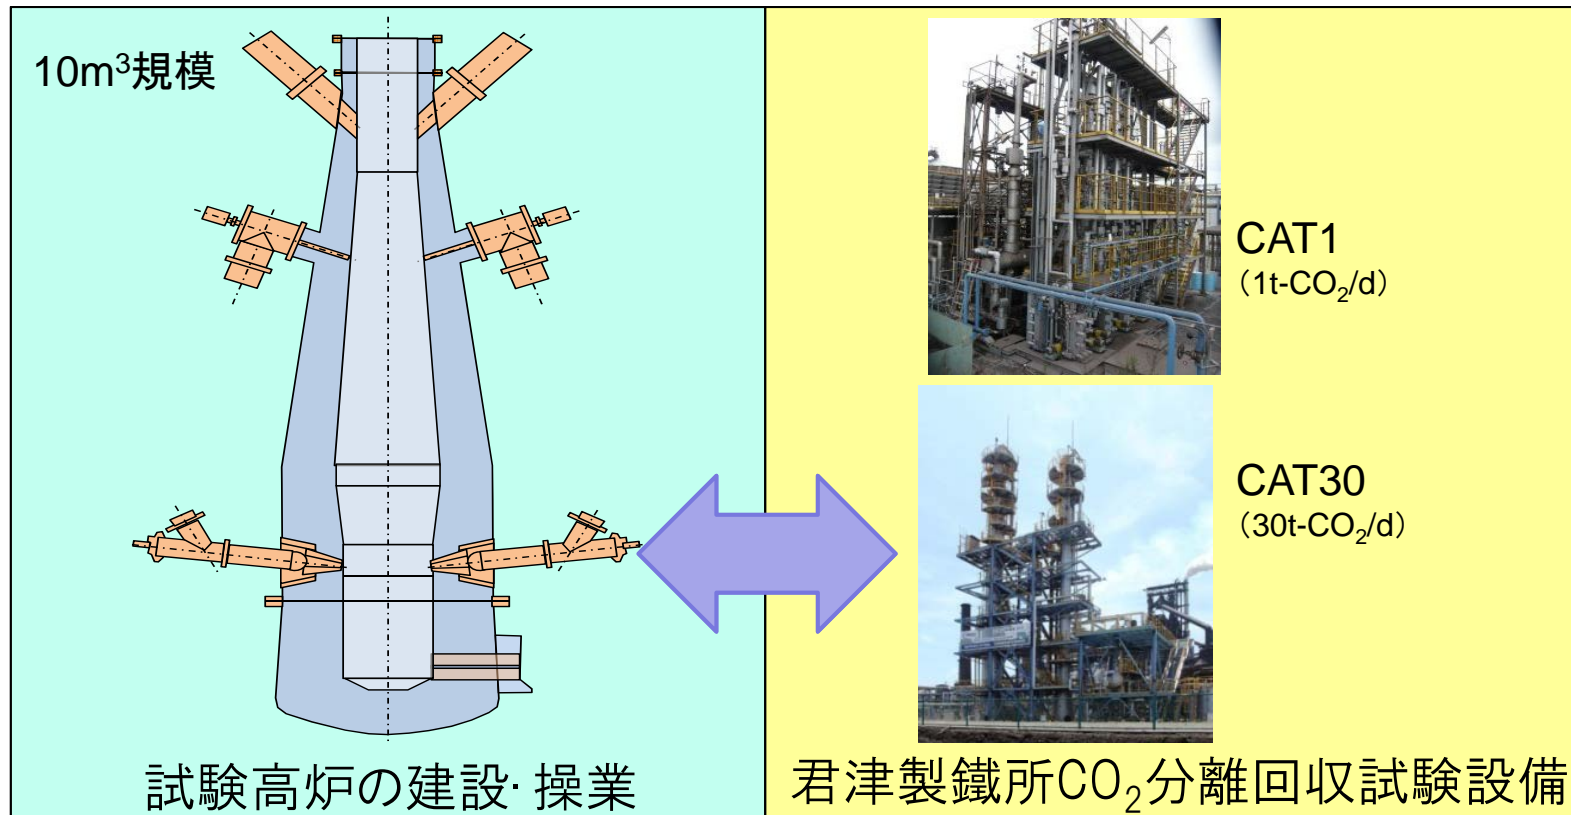 10m³規模
試験高炉の建設・操業
CAT1
（1t-CO₂/d）
CAT30
（30t-CO₂/d）
君津製鐵所CO₂分離回収試験設備